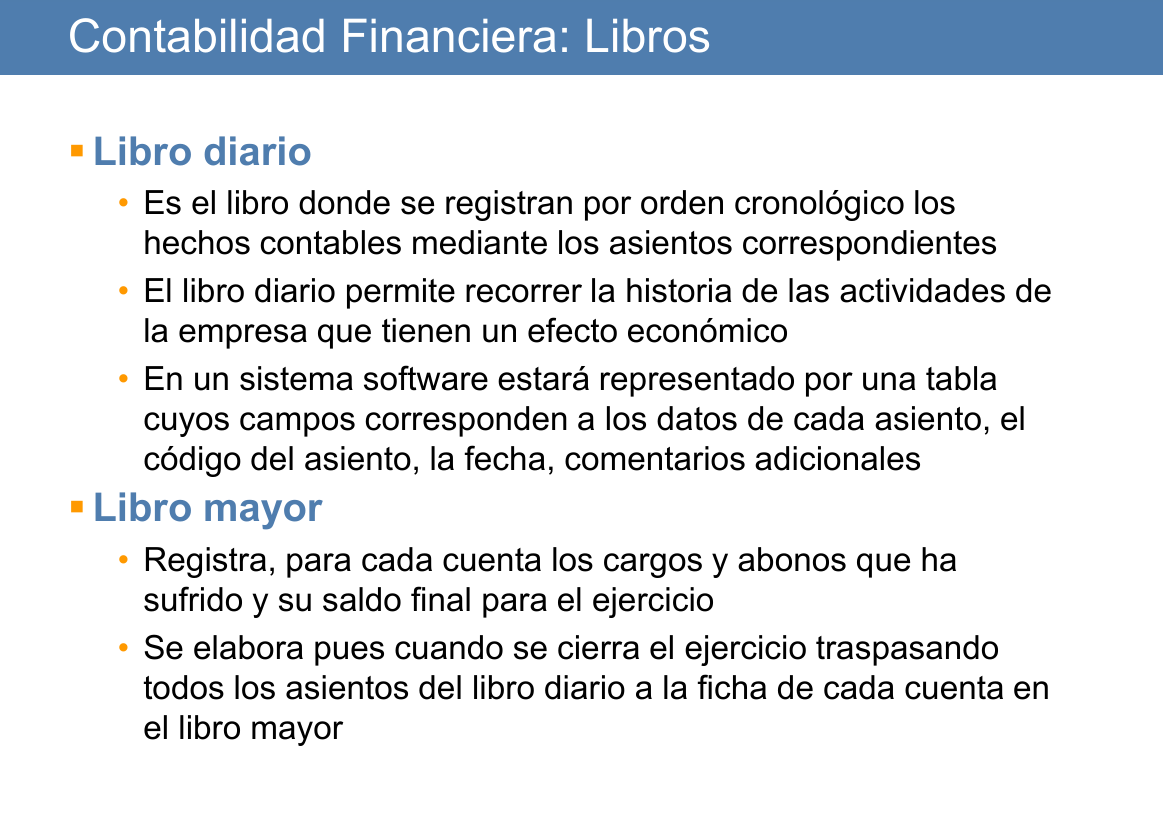 Contabilidad Financiera: Libros
Libro diario
• Es el libro donde se registran por orden cronológico los
hechos contables mediante los asientos correspondientes
• El libro diario permite recorrer la historia de las actividades de
la empresa que tienen un efecto económico
• En un sistema software estará representado por una tabla
cuyos campos corresponden a los datos de cada asiento, el
código del asiento, la fecha, comentarios adicionales
Libro mayor
• Registra, para cada cuenta los cargos y abonos que ha
sufrido y su saldo final para el ejercicio
• Se elabora pues cuando se cierra el ejercicio traspasando
todos los asientos del libro diario a la ficha de cada cuenta en
el libro mayor